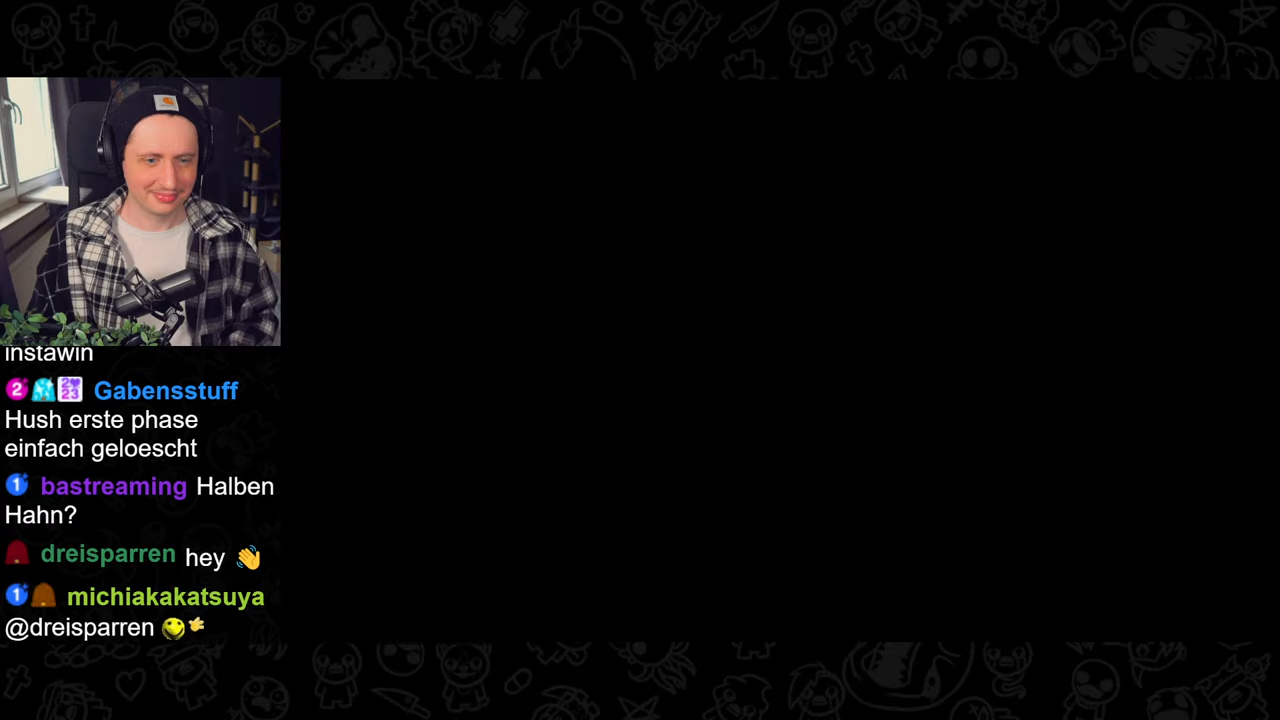 instawin
Gabensstuff
Hush erste phase
einfach geloescht
bastreaming Halben
Hahn?
dreisparren hey
michiakakatsuya
@dreisparren